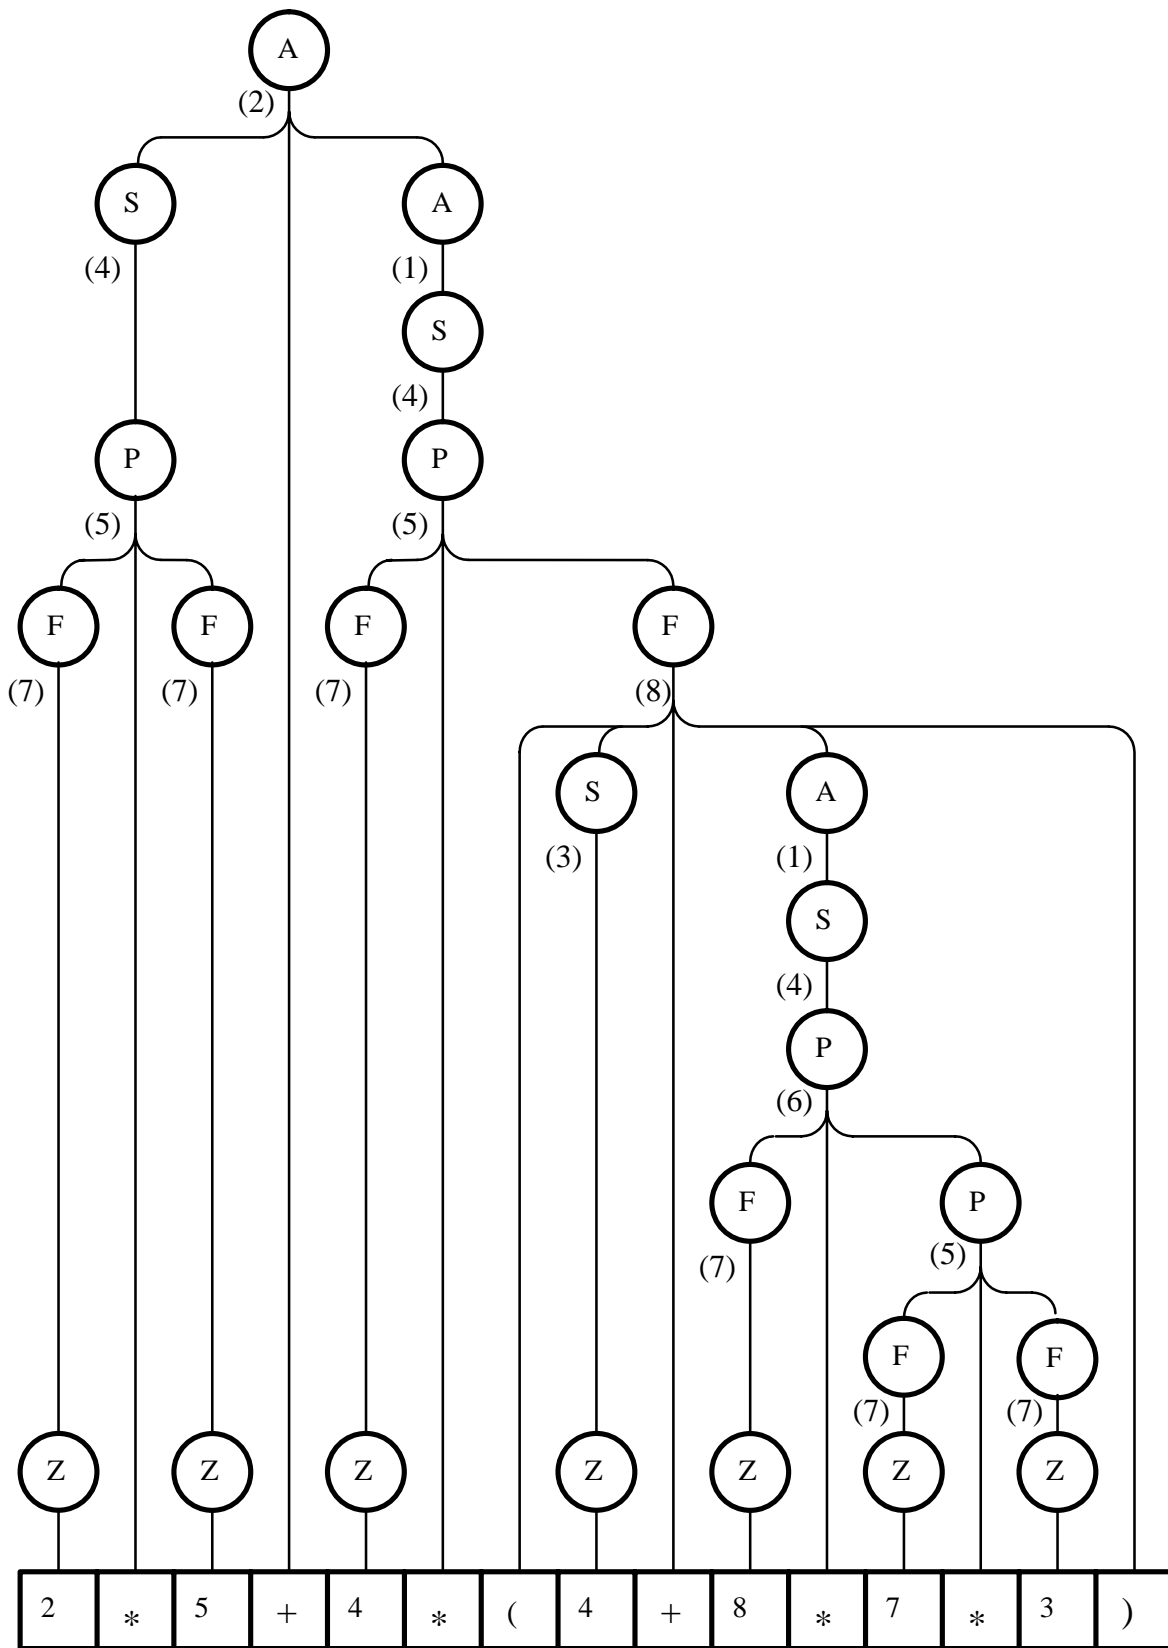 A
(2)
S A
(4) (1)
S
(4)
P P
(5) (5)
F F F F
(7) (7) (7) (8)
S A
(3) (1)
S
(4)
P
(6)
F P
(7) (5)
F F
(7) (7)
Z Z Z Z Z Z Z
2 * 5 + 4 * ( 4 + 8 * 7 * 3 )